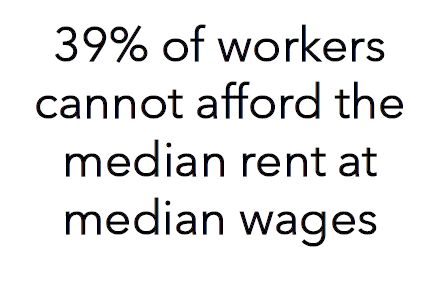 39% of workers
cannot afford the
median rent at
median wages